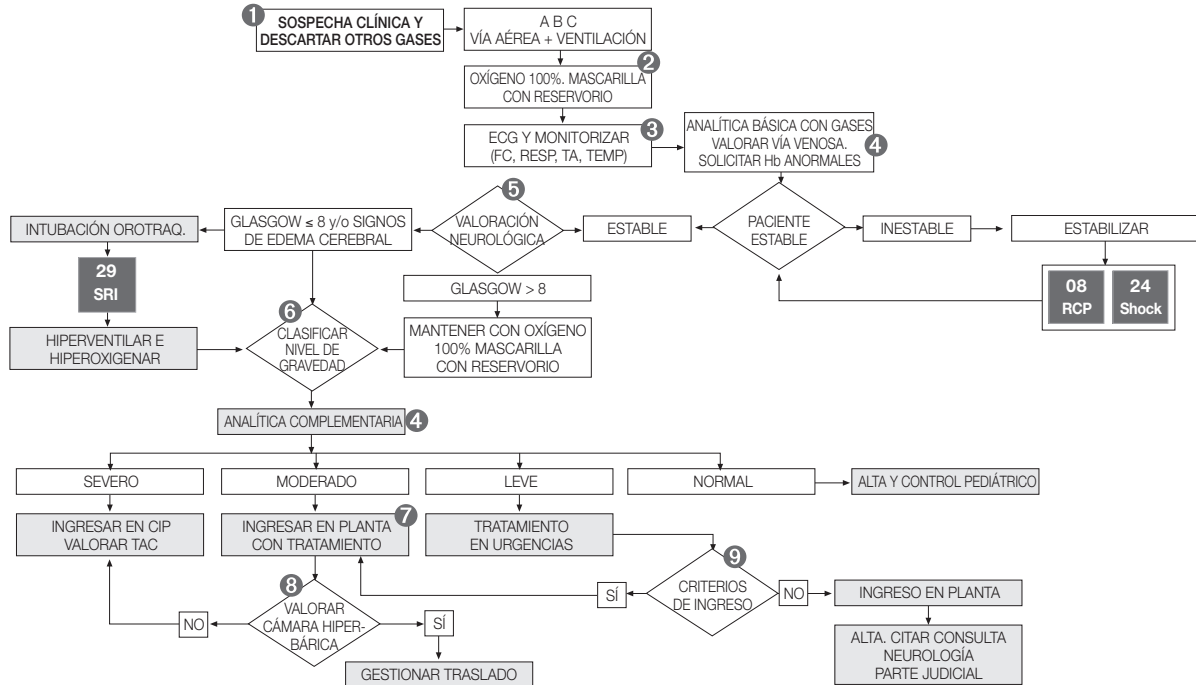 1
SOSPECHA CLÍNICA Y
DESCARTAR OTROS GASES
A B C
VÍA AÉREA + VENTILACIÓN
2
OXÍGENO 100%. MASCARILLA
CON RESERVORIO
3
ECG Y MONITORIZAR
(FC, RESP, TA, TEMP)
ANALÍTICA BÁSICA CON GASES
VALORAR VÍA VENOSA.
SOLICITAR Hb ANORMALES
4
INTUBACIÓN OROTRAQ.
GLASGOW ≤ 8 y/o SIGNOS
DE EDEMA CEREBRAL
5
VALORACIÓN
NEUROLÓGICA
ESTABLE
PACIENTE
ESTABLE
INESTABLE
ESTABILIZAR
29
SRI
08
RCP
24
Shock
GLASGOW > 8
HIPERVENTILAR E
HIPEROXIGENAR
6
CLASIFICAR
NIVEL DE
GRAVEDAD
MANTENER CON OXÍGENO
100% MASCARILLA
CON RESERVORIO
ANALÍTICA COMPLEMENTARIA
4
SEVERO
MODERADO
LEVE
NORMAL
ALTA Y CONTROL PEDIÁTRICO
INGRESAR EN CIP
VALORAR TAC
INGRESAR EN PLANTA
CON TRATAMIENTO
7
TRATAMIENTO
EN URGENCIAS
8
VALORAR
CÁMARA HIPER-
BÁRICA
NO
SÍ
GESTIONAR TRASLADO
9
CRITERIOS
DE INGRESO
SÍ
NO
INGRESO EN PLANTA
ALTA. CITAR CONSULTA
NEUROLOGÍA
PARTE JUDICIAL